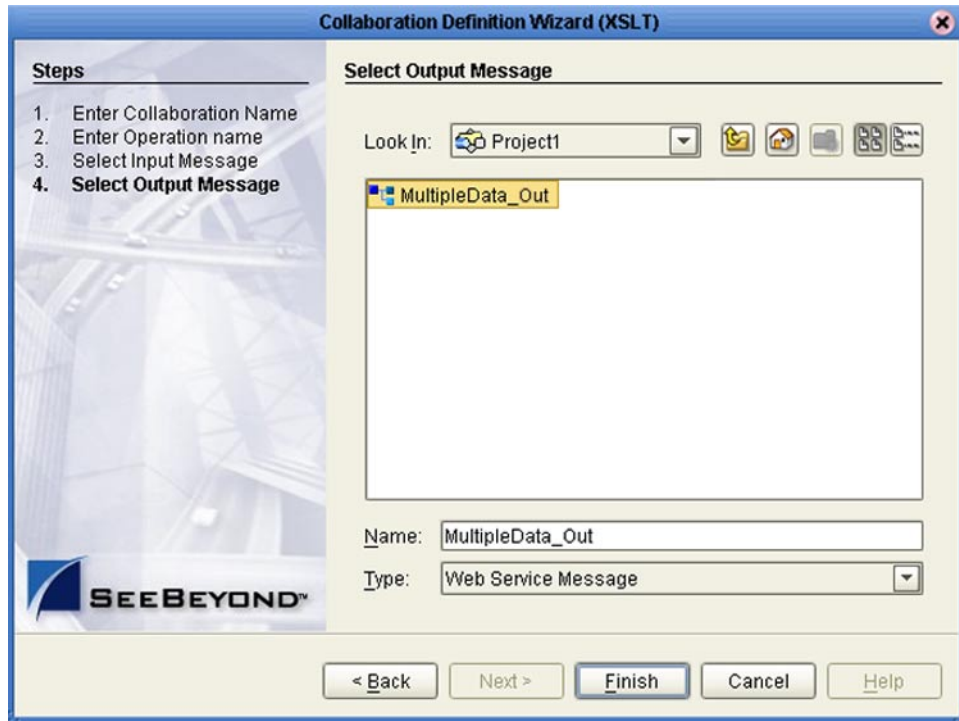 Collaboration Definition Wizard (XSLT)
Steps
1. Enter Collaboration Name
2. Enter Operation name
3. Select Input Message
4. Select Output Message
SEEBEYOND™
Select Output Message
Look In: Project1
MultipleData_Out
Name: MultipleData_Out
Type: Web Service Message
< Back Next > Finish Cancel Help